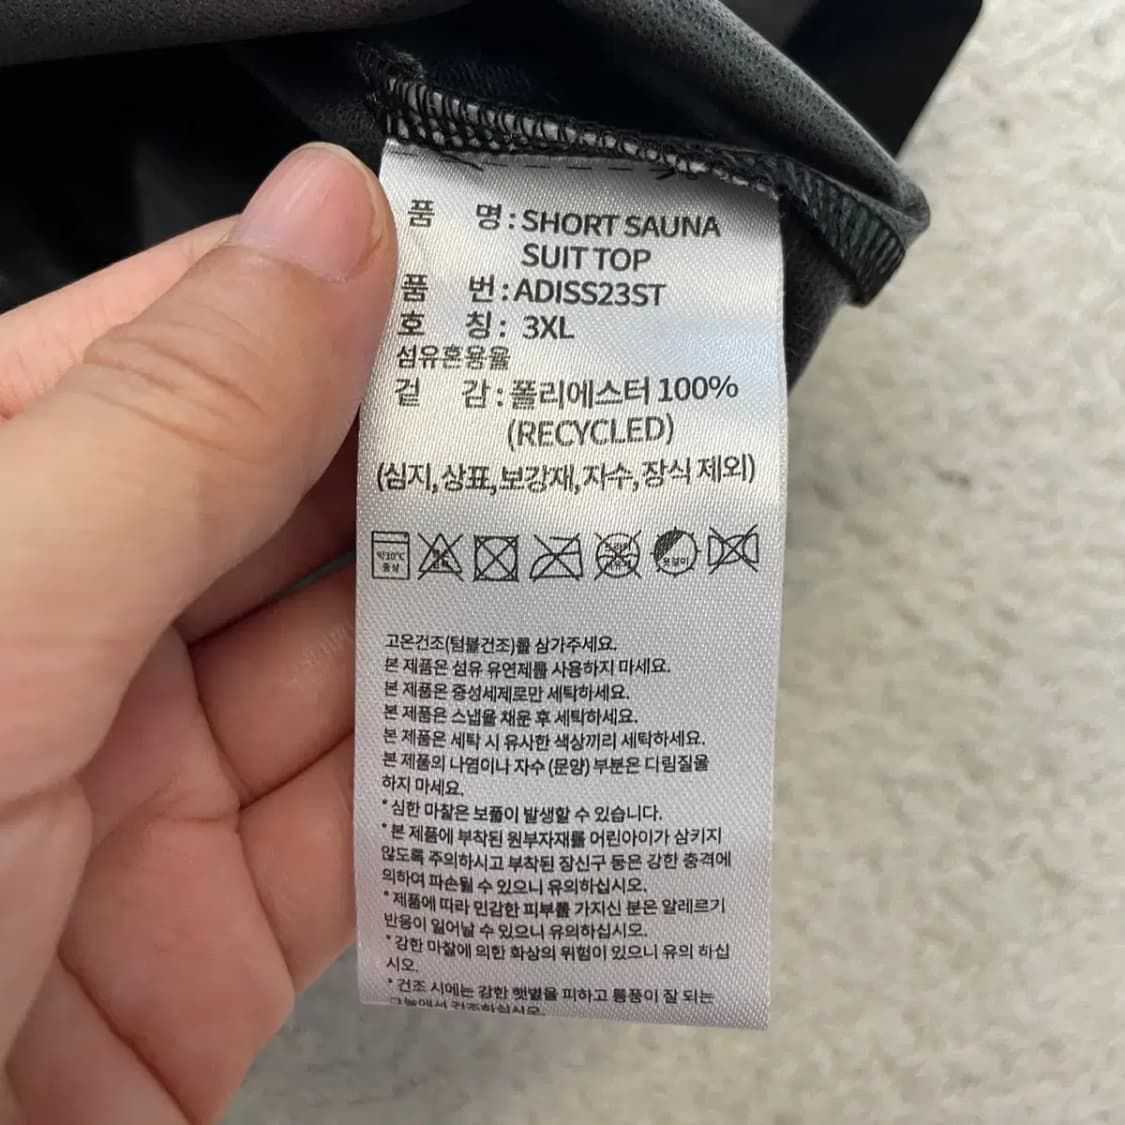 품 명 : SHORT SAUNA
SUIT TOP
품 번 : ADISS23ST
호 칭 : 3XL
섬유혼용율
겉 감 : 폴리에스터 100%
(RECYCLED)
(심지,상표,보강재,자수,장식 제외)
약30℃
중성
고온건조(텀블건조)를 삼가주세요.
본 제품은 섬유 유연제를 사용하지 마세요.
본 제품은 중성세제로만 세탁하세요.
본 제품은 스냅을 채운 후 세탁하세요.
본 제품은 세탁 시 유사한 색상끼리 세탁하세요.
본 제품의 나염이나 자수 (문양) 부분은 다림질을
하지 마세요.
*심한 마찰은 보풀이 발생할 수 있습니다.
*본 제품에 부착된 원부자재를 어린아이가 삼키지
않도록 주의하시고 부착된 장신구 등은 강한 충격에
의하여 파손될 수 있으니 유의하십시오.
*제품에 따라 민감한 피부를 가지신 분은 알레르기
반응이 일어날 수 있으니 유의하십시오.
*강한 마찰에 의한 화상의 위험이 있으니 유의 하십
시오.
*건조 시에는 강한 햇볕을 피하고 통풍이 잘 되는
그늘에서 건조하십시오.